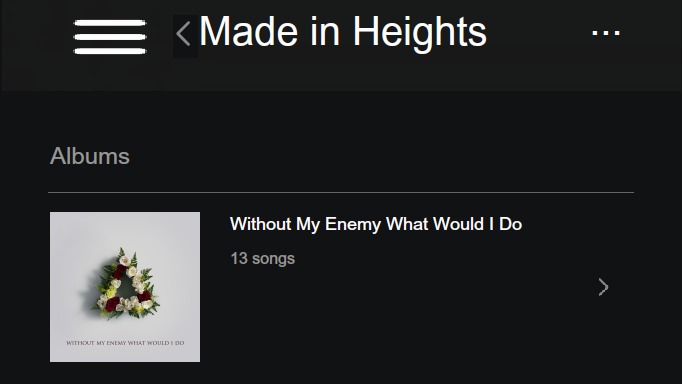 Made in Heights
Albums
Without My Enemy What Would I Do
13 songs
WITHOUT MY ENEMY WHAT WOULD I DO